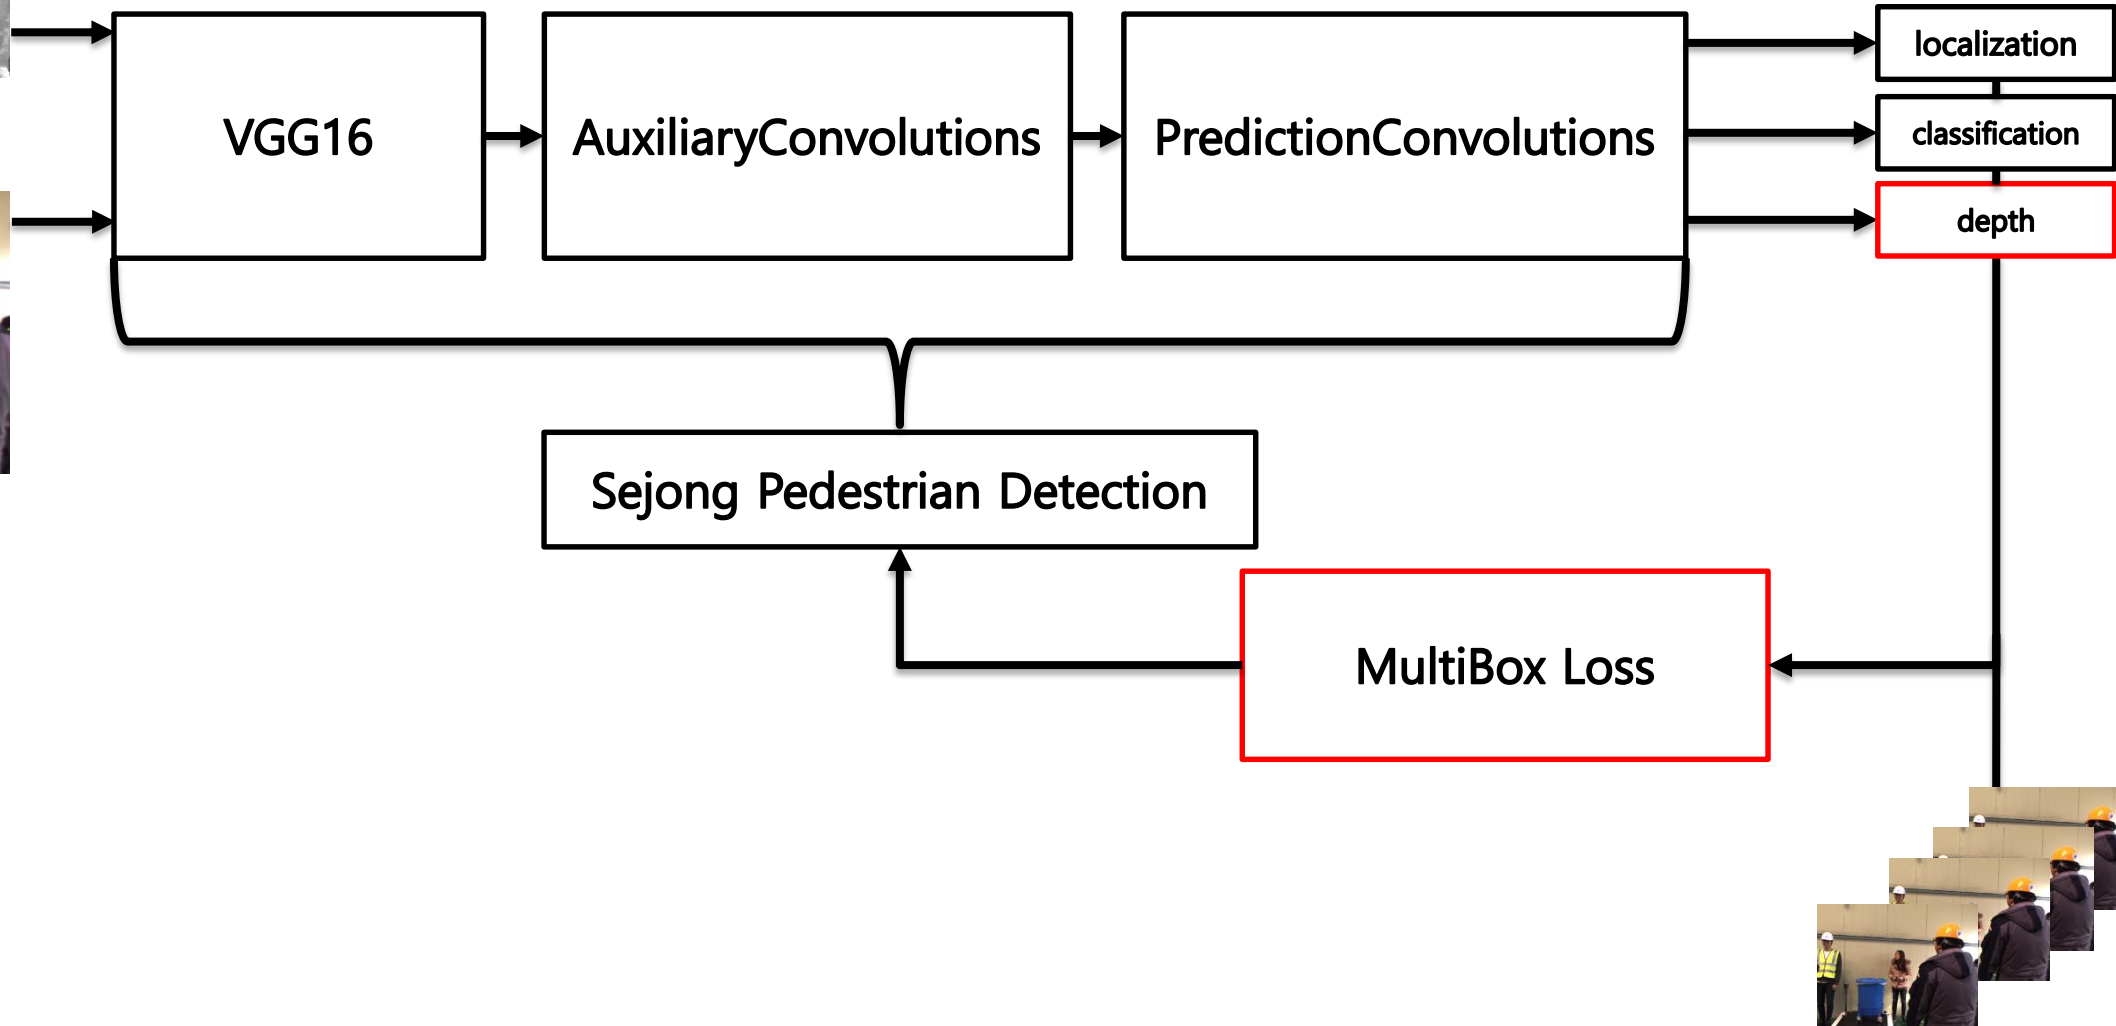 VGG16
AuxiliaryConvolutions
PredictionConvolutions
localization
classification
depth
Sejong Pedestrian Detection
MultiBox Loss